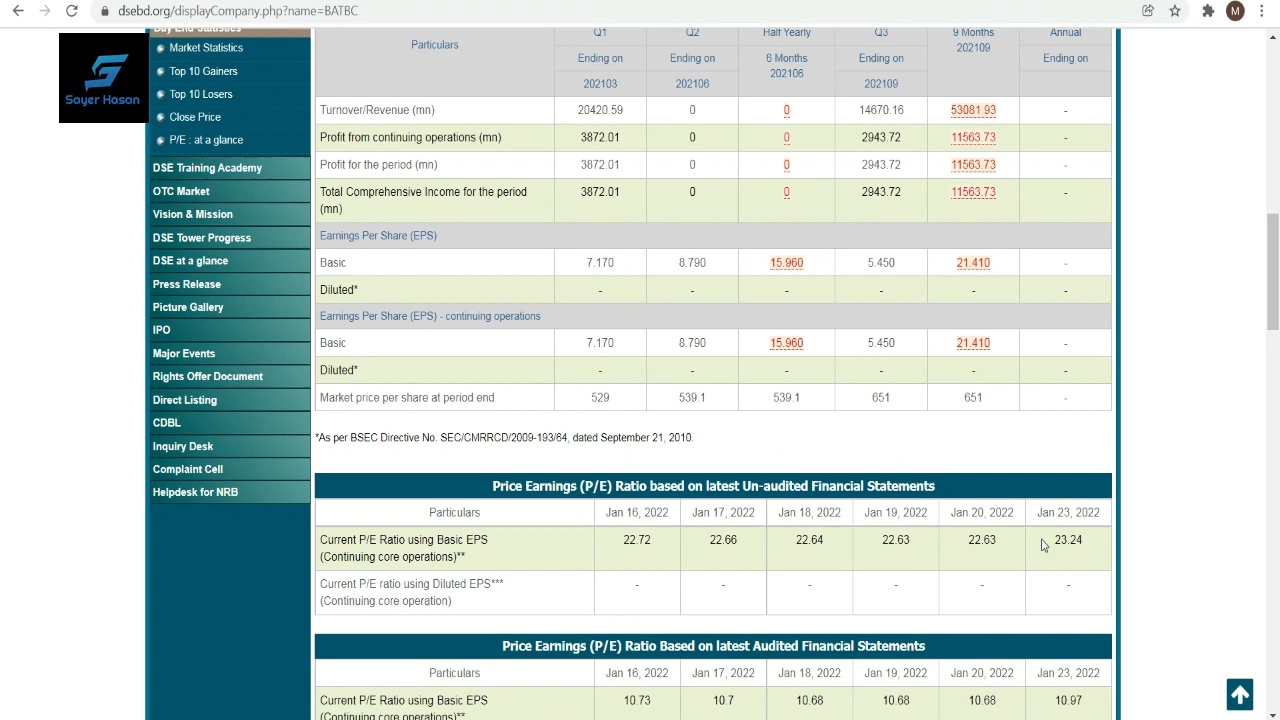 dsebd.org/displayCompany.php?name=BATBC
M
Buy End Statistics
Market Statistics
Top 10 Gainers
Top 10 Losers
Close Price
P/E : at a glance
DSE Training Academy
OTC Market
Vision & Mission
DSE Tower Progress
DSE at a glance
Press Release
Picture Gallery
IPO
Major Events
Rights Offer Document
Direct Listing
CDBL
Inquiry Desk
Complaint Cell
Helpdesk for NRB
Sayer Hasan
Particulars Q1 Q2 Half Yearly 9 Months Annual
Ending on Ending on 6 Months Ending on 202109 Ending on
202103 202106 202106 202109
Turnover/Revenue (mn) 20420.59 0 0 14670.16 93081.93 -
Profit from continuing operations (mn) 3872.01 0 0 11563.73 -
Profit for the period (mn) 3872.01 0 0 11563.73 -
Total Comprehensive Income for the period 3872.01 0 0 11563.73 -
(mn)
Earnings Per Share (EPS)
Basic 7.170 8.790 15.960 5.450 21.410 -
Diluted* - - - - - -
Earnings Per Share (EPS) - continuing operations
Basic 7.170 8.790 15.960 5.450 21.410 -
Diluted* - - -
Market price per share at period end 529 539.1 539.1 651 651 -
*As per BSEC Directive No. SEC/CMRRCD/2009-193/64, dated September 21, 2010.
Price Earnings (P/E) Ratio based on latest Un-audited Financial Statements
Particulars Jan 16, 2022 Jan 17, 2022 Jan 18, 2022 Jan 19, 2022 Jan 20, 2022 Jan 23, 2022
Current P/E Ratio using Basic EPS 22.72 22.66 22.64 22.63 22.63 23.24
(Continuing core operations)**
Current P/E ratio using Diluted EPS*** - - - - - -
(Continuing core operation)
Price Earnings (P/E) Ratio Based on latest Audited Financial Statements
Particulars Jan 16, 2022 Jan 17, 2022 Jan 18, 2022 Jan 19, 2022 Jan 20, 2022 Jan 23, 2022
Current P/E Ratio using Basic EPS 10.73 10.7 10.68 10.68 10.68 10.97
(Continuing core operations)**